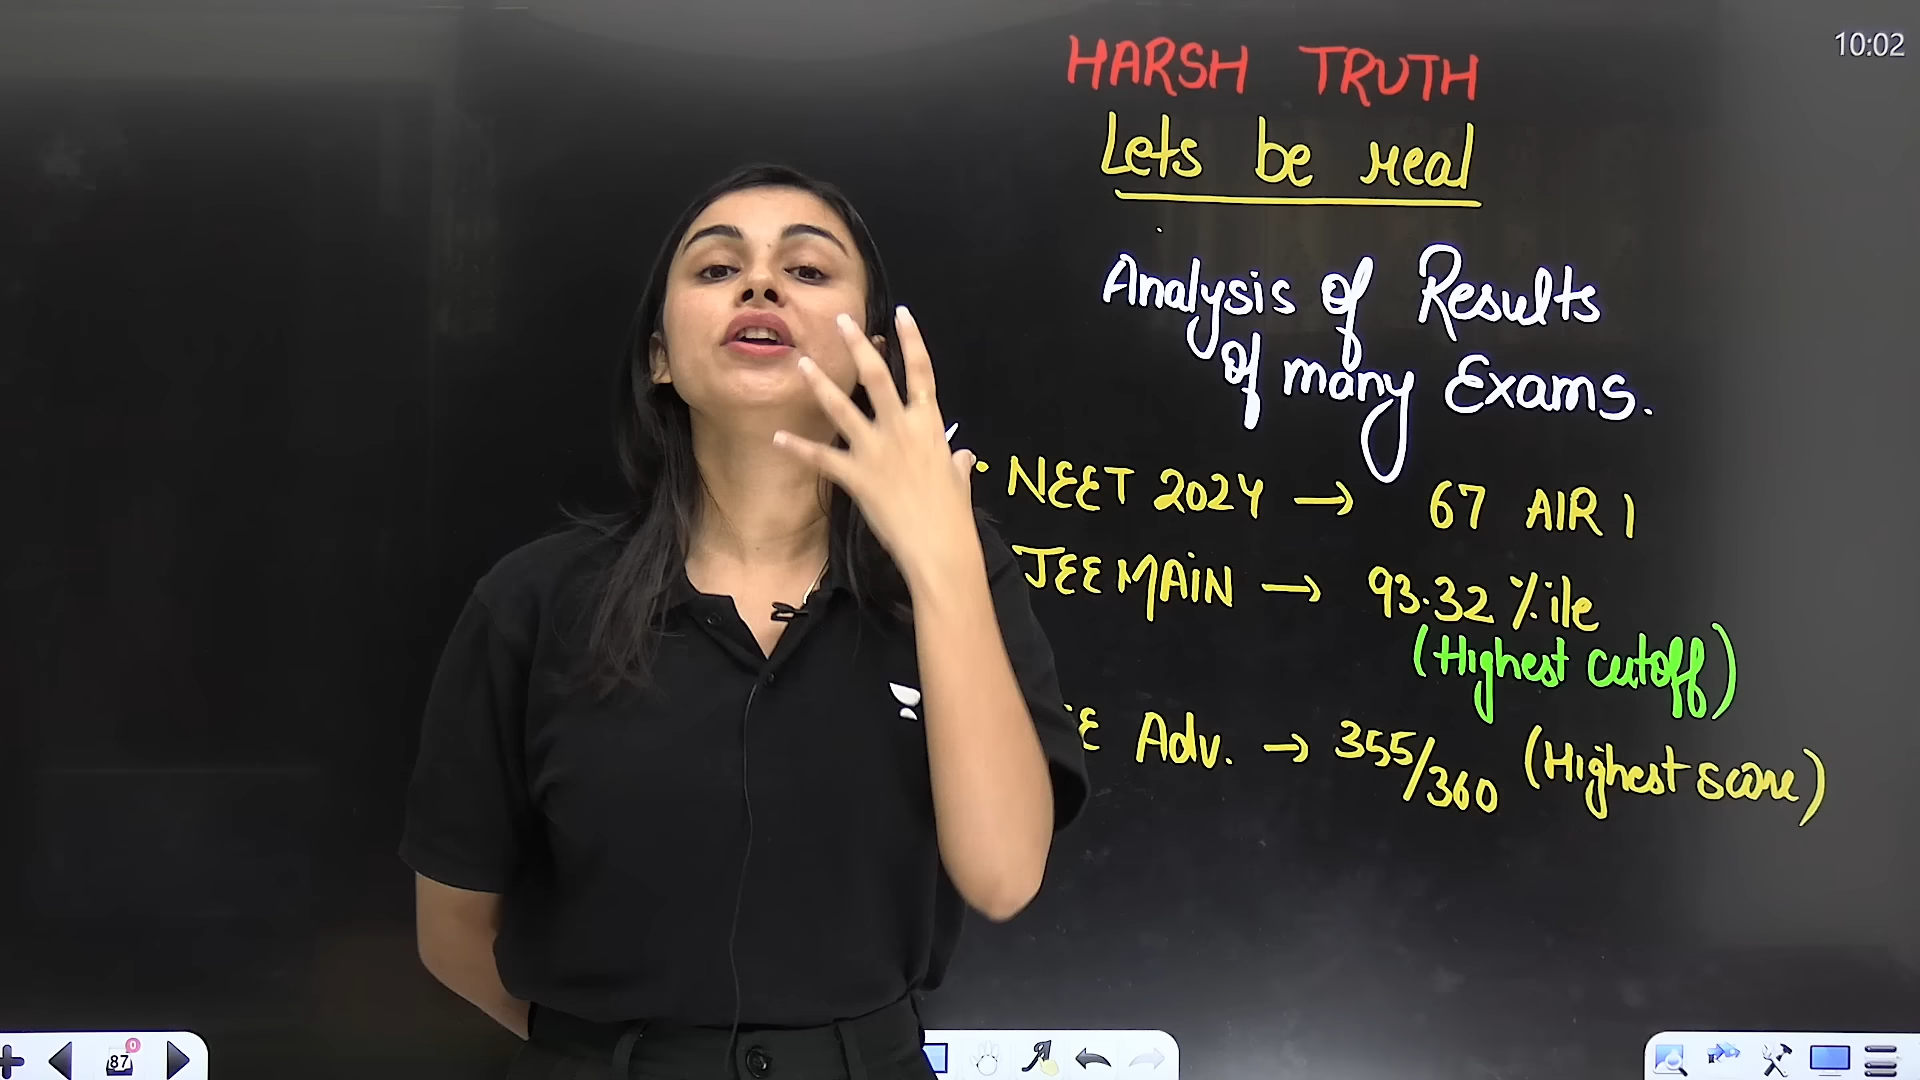 10:02
HARSH TRUTH
Lets be real
Analysis of Results
of many Exams.
• NEET 2024 → 67 AIR 1
JEE MAIN → 93.32 %ile
(Highest cutoff)
E Adv. → 355/360 (Highest score)
87
0